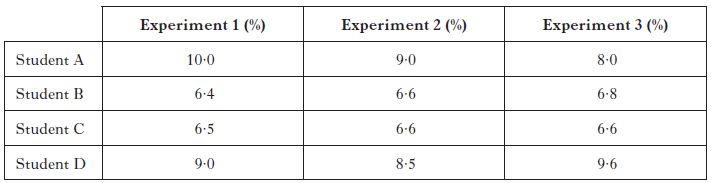 Experiment 1 (%) Experiment 2 (%) Experiment 3 (%)
Student A 10·0 9·0 8·0
Student B 6·4 6·6 6·8
Student C 6·5 6·6 6·6
Student D 9·0 8·5 9·6